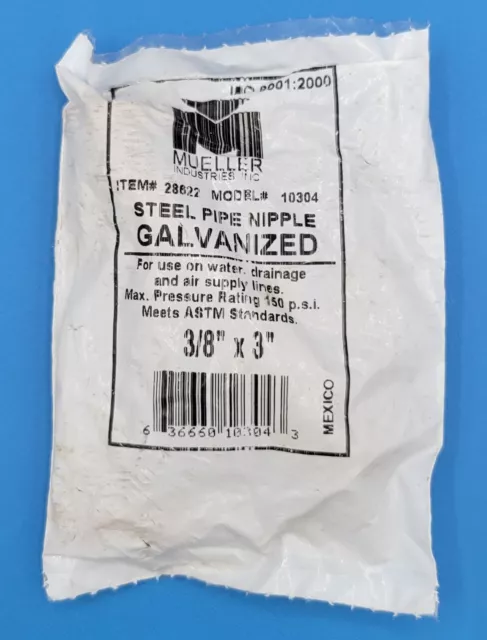 ISO 9001:2000
MUELLER
INDUSTRIES, INC
ITEM# 28622 MODEL# 10304
STEEL PIPE NIPPLE
GALVANIZED
For use on water, drainage
and air supply lines.
Max. Pressure Rating 150 p.s.i.
Meets ASTM Standards.
3/8" x 3"
6 36660 10304 3
MEXICO